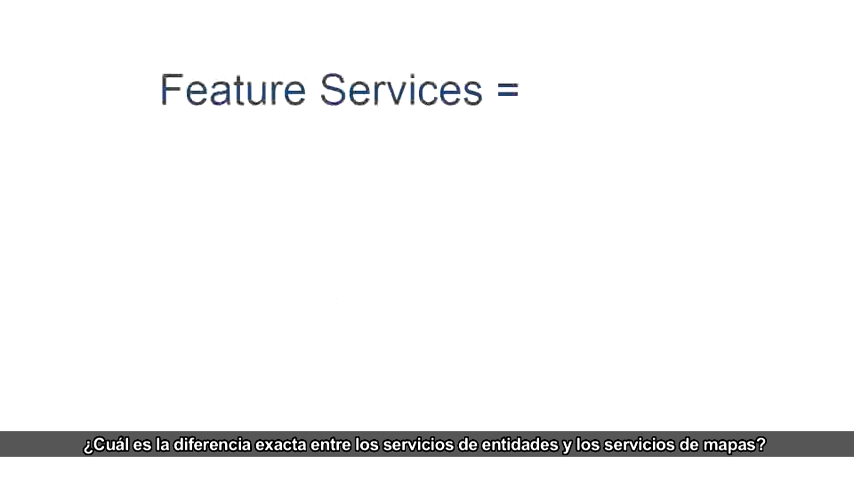 Feature Services =
¿Cuál es la diferencia exacta entre los servicios de entidades y los servicios de mapas?